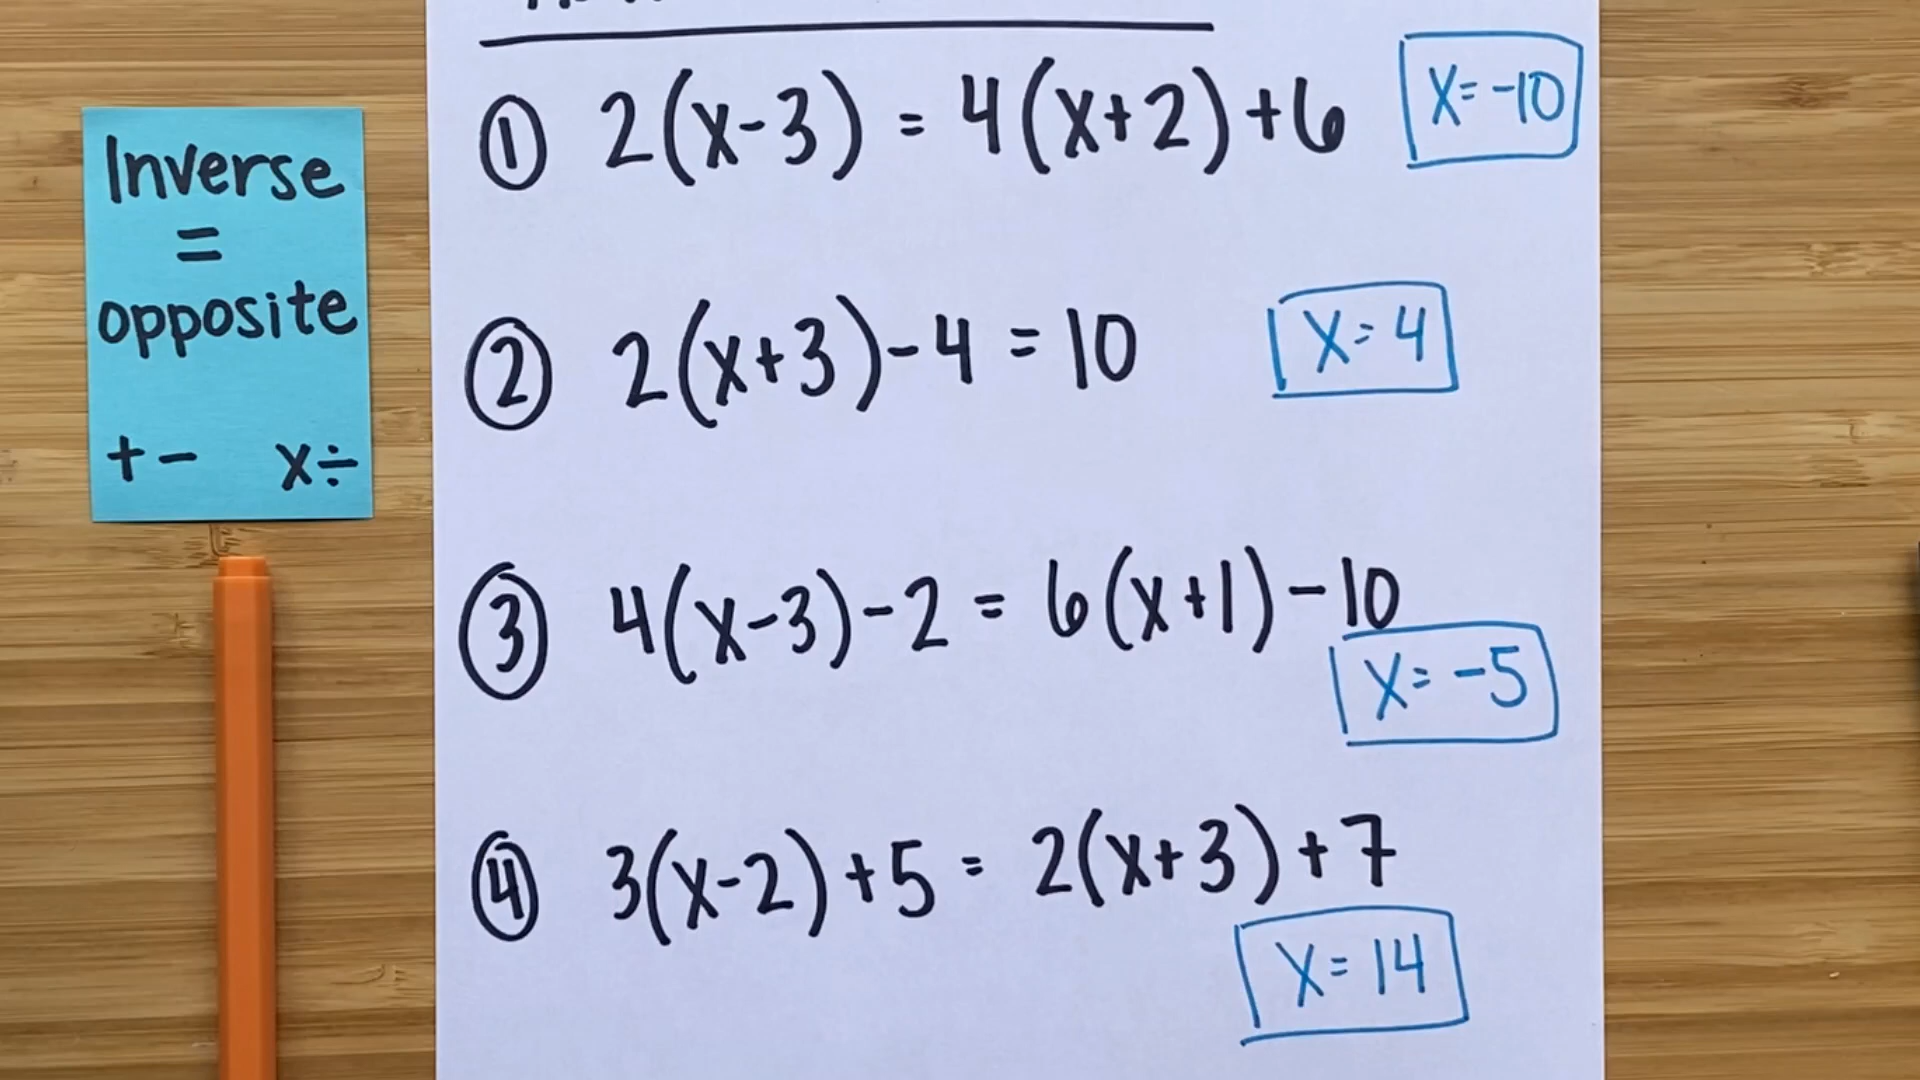 Inverse
=
opposite
+ - x ÷
① 2(x-3) = 4(x+2)+6
x = -10
② 2(x+3)-4 = 10
x = 4
③ 4(x-3)-2 = 6(x+1)-10
x = -5
④ 3(x-2)+5 = 2(x+3)+7
x = 14